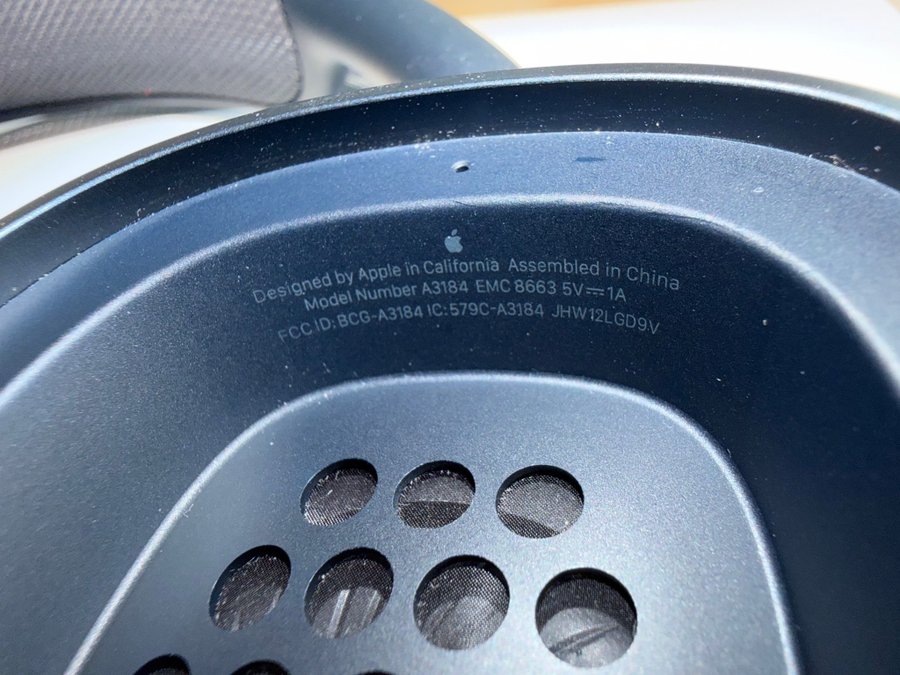 Designed by Apple in California Assembled in China
Model Number A3184 EMC 8663 5V⎓1A
FCC ID: BCG-A3184 IC: 579C-A3184 JHW12LGD9V